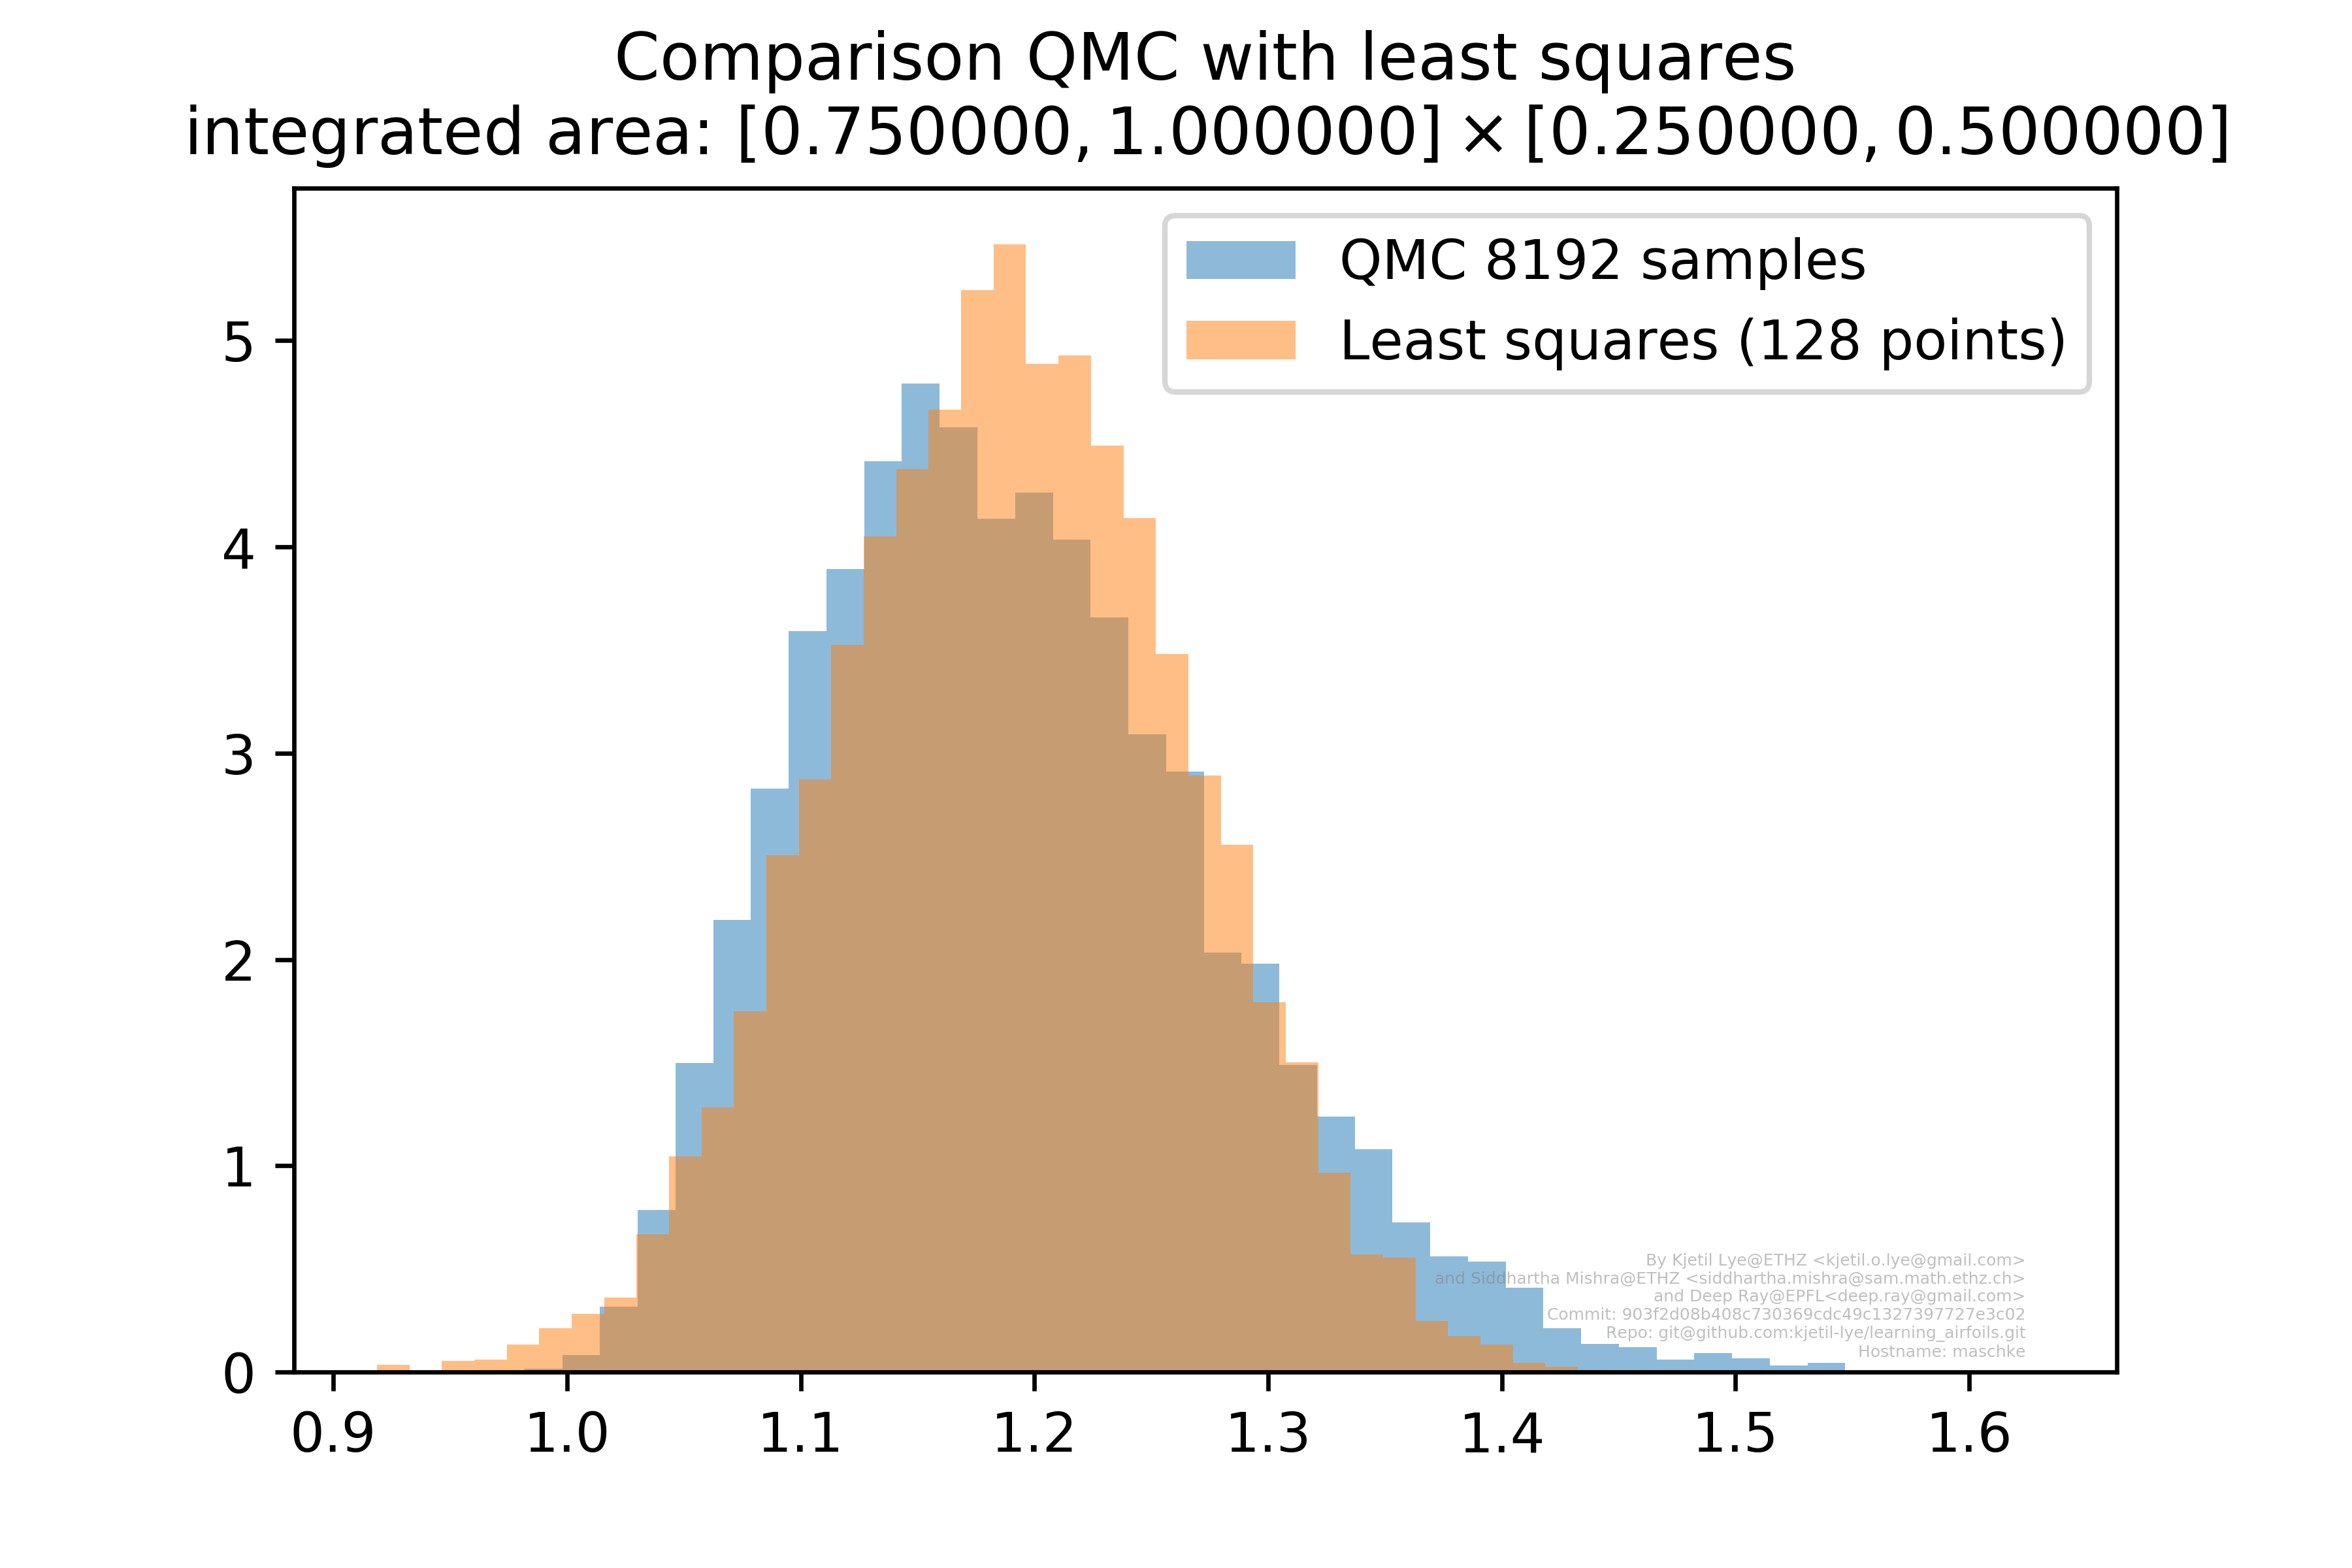 Comparison QMC with least squares
integrated area: [0.750000, 1.000000] × [0.250000, 0.500000]
QMC 8192 samples
Least squares (128 points)
5
4
3
2
1
0
By Kjetil Lye@ETHZ <kjetil.o.lye@gmail.com>
and Siddhartha Mishra@ETHZ <siddhartha.mishra@sam.math.ethz.ch>
and Deep Ray@EPFL<deep.ray@gmail.com>
Commit: 903f2d08b408c730369cdc49c1327397727e3c02
Repo: git@github.com:kjetil-lye/learning_airfoils.git
Hostname: maschke
0.9 1.0 1.1 1.2 1.3 1.4 1.5 1.6